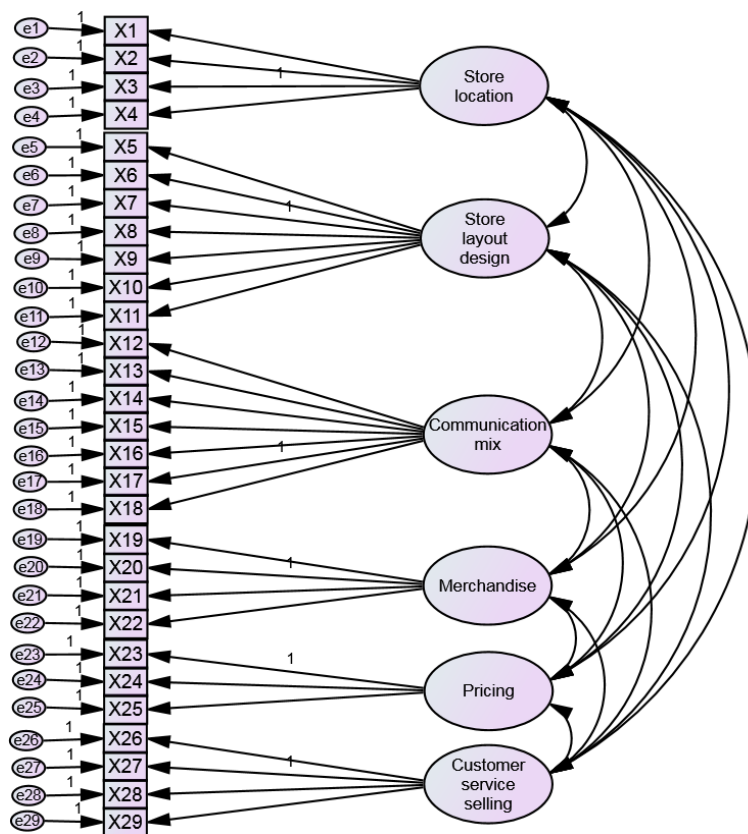 e1 1 X1
e2 1 X2
e3 1 X3
e4 1 X4
1
Store
location
e5 1 X5
e6 1 X6
e7 1 X7
e8 1 X8
e9 1 X9
e10 1 X10
e11 1 X11
1
Store
layout
design
e12 1 X12
e13 1 X13
e14 1 X14
e15 1 X15
e16 1 X16
e17 1 X17
e18 1 X18
1
Communication
mix
e19 1 X19
e20 1 X20
e21 1 X21
e22 1 X22
1
Merchandise
e23 1 X23
e24 1 X24
e25 1 X25
1
Pricing
e26 1 X26
e27 1 X27
e28 1 X28
e29 1 X29
1
Customer
service
selling